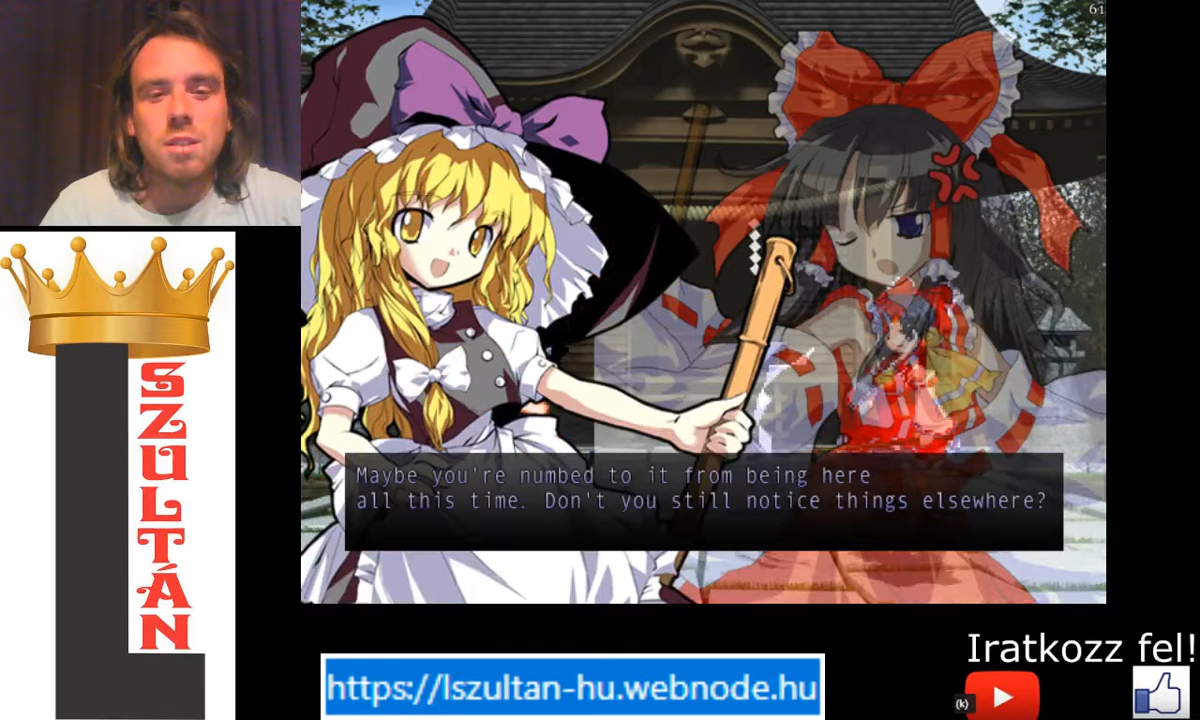 61
L
SZULTÁN
Maybe you're numbed to it from being here
all this time. Don't you still notice things elsewhere?
https://lszultan-hu.webnode.hu
Iratkozz fel!
(k)